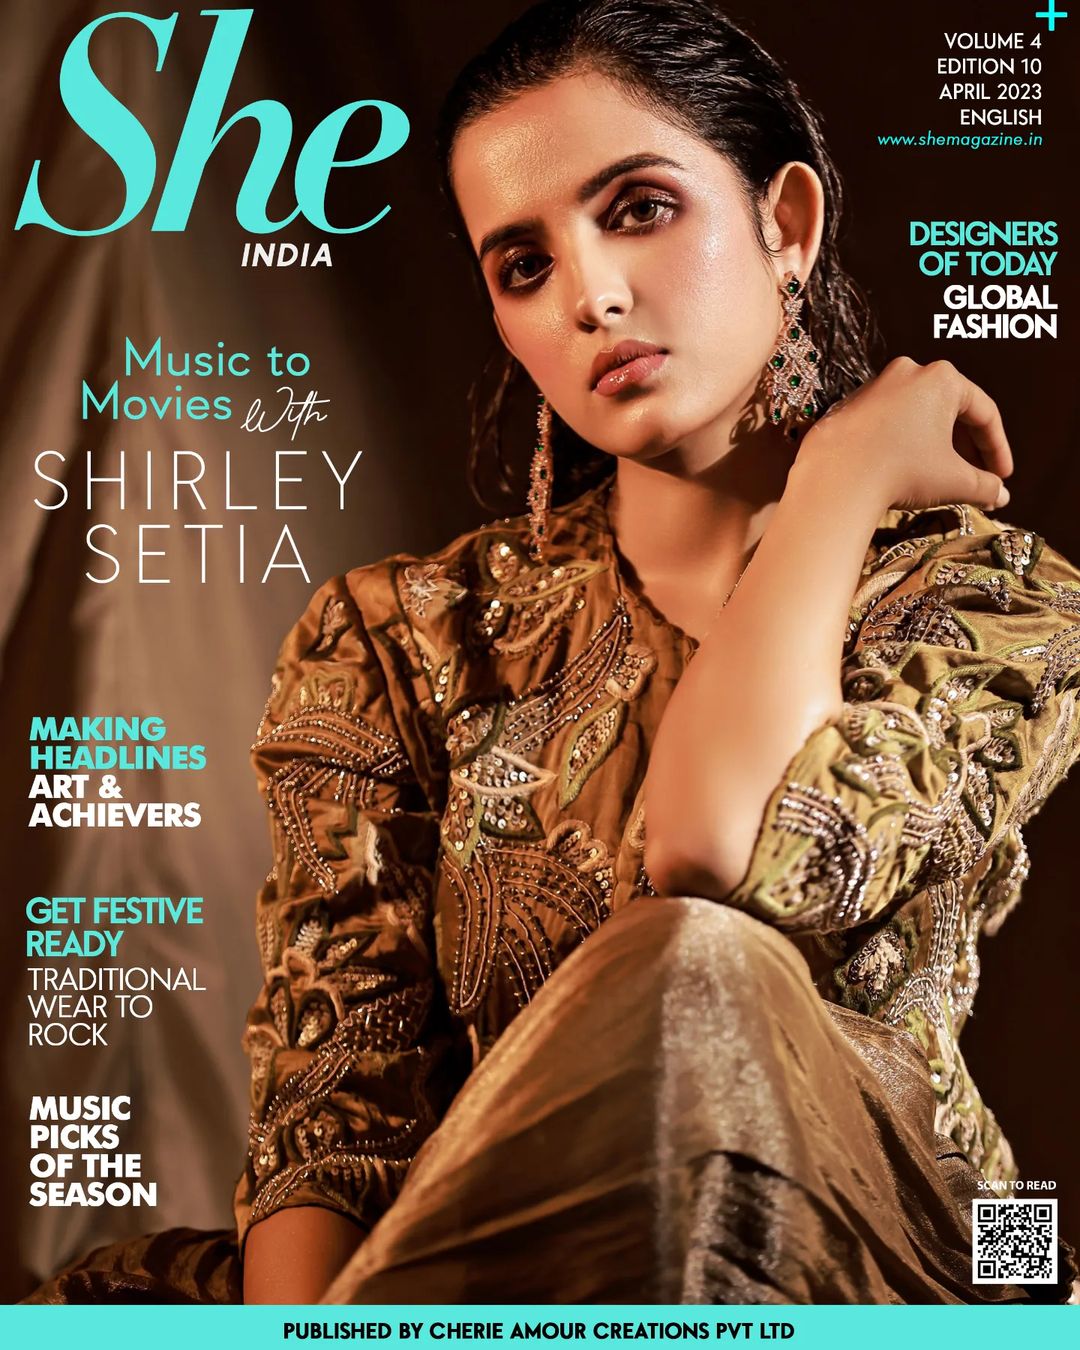 She
INDIA
+
VOLUME 4
EDITION 10
APRIL 2023
ENGLISH
www.shemagazine.in
DESIGNERS
OF TODAY
GLOBAL
FASHION
Music to
Movies With
SHIRLEY
SETIA
MAKING
HEADLINES
ART &
ACHIEVERS
GET FESTIVE
READY
TRADITIONAL
WEAR TO
ROCK
MUSIC
PICKS
OF THE
SEASON
SCAN TO READ
PUBLISHED BY CHERIE AMOUR CREATIONS PVT LTD